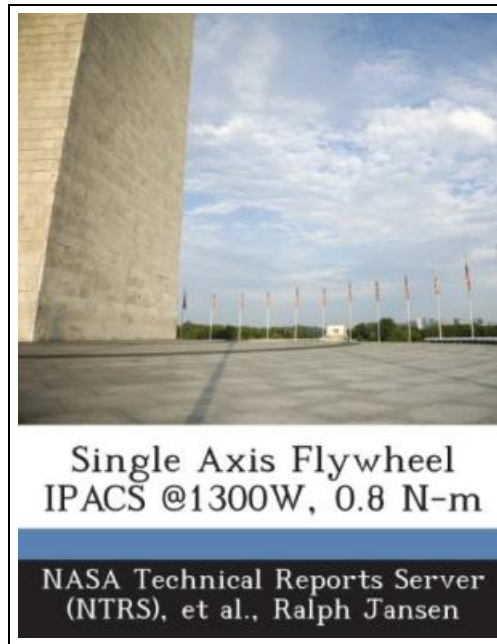 Single Axis Flywheel
IPACS @1300W, 0.8 N-m
NASA Technical Reports Server
(NTRS), et al., Ralph Jansen